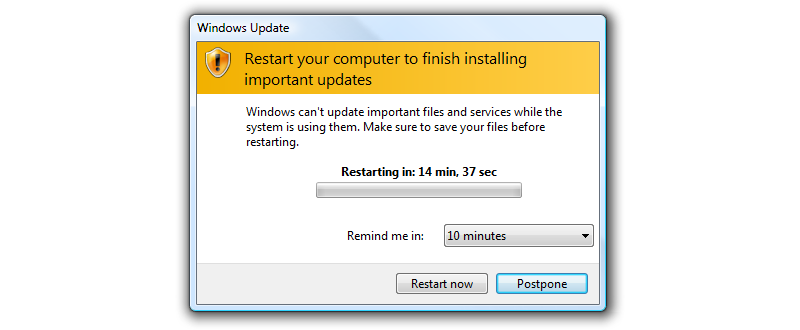 Windows Update
Restart your computer to finish installing
important updates
Windows can't update important files and services while the
system is using them. Make sure to save your files before
restarting.
Restarting in: 14 min, 37 sec
Remind me in: 10 minutes
Restart now Postpone